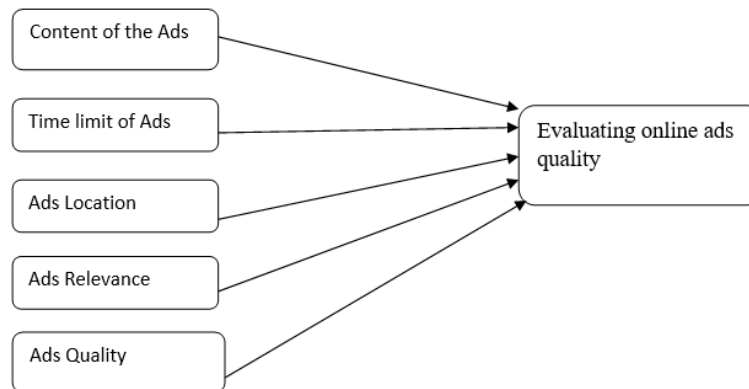 Content of the Ads
Time limit of Ads
Ads Location
Ads Relevance
Ads Quality
Evaluating online ads
quality